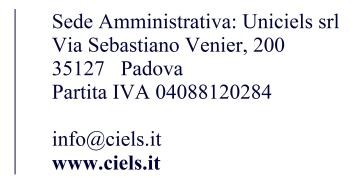 Sede Amministrativa: Uniciels srl
Via Sebastiano Venier, 200
35127 Padova
Partita IVA 04088120284
info@ciels.it
www.ciels.it